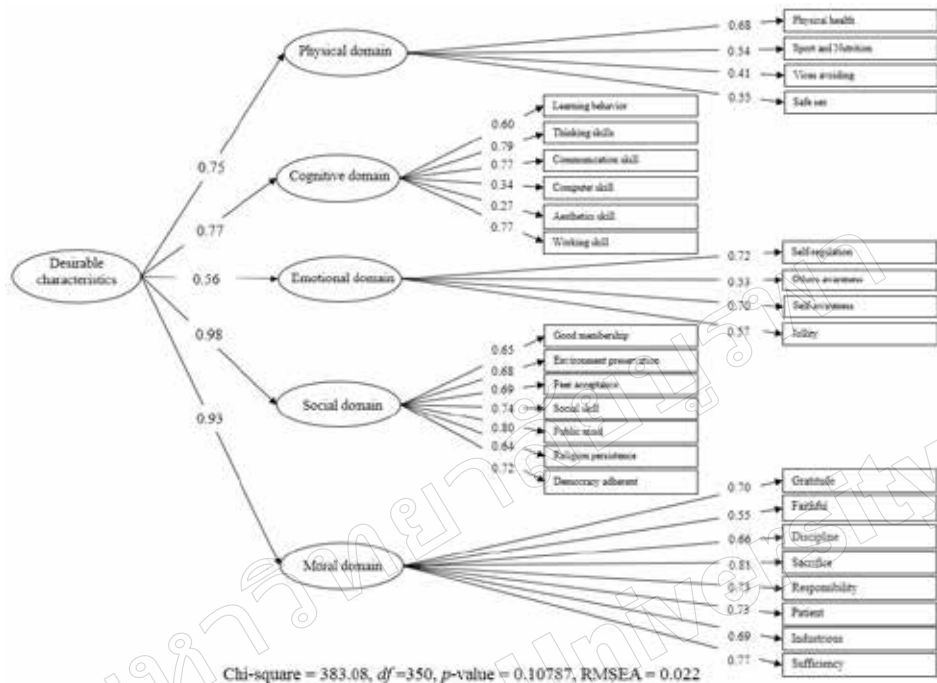 Physical domain
0.68
Physical health
0.54
Sport and Nutrition
0.41
Vices avoiding
Safe sex
0.75
Cognitive domain
0.60
Learning behavior
0.79
Thinking skills
0.77
Communication skill
0.34
Computer skill
0.27
Aesthetics skill
0.77
Working skill
0.77
Desirable
characteristics
0.56
Emotional domain
0.72
Self-regulation
0.53
Others awareness
0.70
Self-awareness
0.57
Jollity
0.98
Social domain
0.65
Good membership
0.68
Environment preservation
0.69
Peer acceptance
0.74
Social skill
0.80
Public mind
0.64
Religion persistence
0.72
Democracy adherent
0.93
Moral domain
0.70
Gratitude
0.55
Faithful
0.66
Discipline
0.81
Sacrifice
0.73
Responsibility
0.73
Patient
0.69
Industrious
0.77
Sufficiency
Chi-square = 383.08, df =350, p-value = 0.10787, RMSEA = 0.022
University